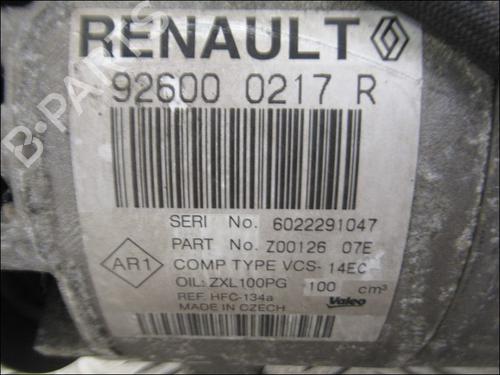 RENAULT
92600 0217 R
SERI No. 6022291047
PART No. Z00126 07E
AR1
COMP TYPE VCS-14EC
OIL: ZXL100PG 100 cm³
REF. HFC-134a
Valeo
MADE IN CZECH
B-PARTS